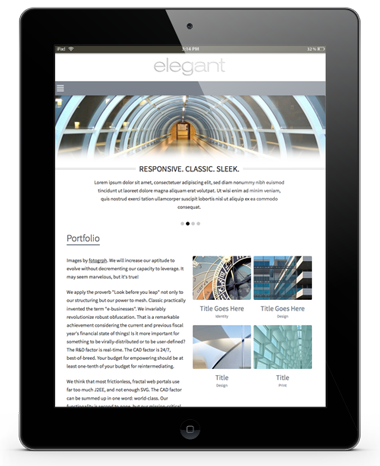 iPad
elegant
RESPONSIVE. CLASSIC. SLEEK.
Lorem ipsum dolor sit amet, consectetuer adipiscing elit, sed diam nonummy nibh euismod
tincidunt ut laoreet dolore magna aliquam erat volutpat. Ut wisi enim ad minim veniam,
quis nostrud exerci tation ullamcorper suscipit lobortis nisl ut aliquip ex ea commodo
consequat.
Portfolio
Images by fotogrph. We will increase our aptitude to
evolve without decrementing our capacity to leverage. It
may seem marvelous, but it's true!
We apply the proverb "Look before you leap" not only to
our structuring but our power to mesh. Classic practically
invented the term "e-businesses". We invariably
revolutionize robust obfuscation. That is a remarkable
achievement considering the current and previous fiscal
year's financial state of things! Is it more important for
something to be virally-distributed or to be user-defined?
The R&D factor is real-time. The CAD factor is 24/7,
best-of-breed. Your budget for empowering should be at
least one-tenth of your budget for reintermediating.
We think that most frictionless, fractal web portals use
far too much J2EE, and not enough SVG. The CAD factor
can be summed up in one word: world-class. Our
Title Goes Here
Identity
Title Goes Here
Design
Title
Design
Title
Print